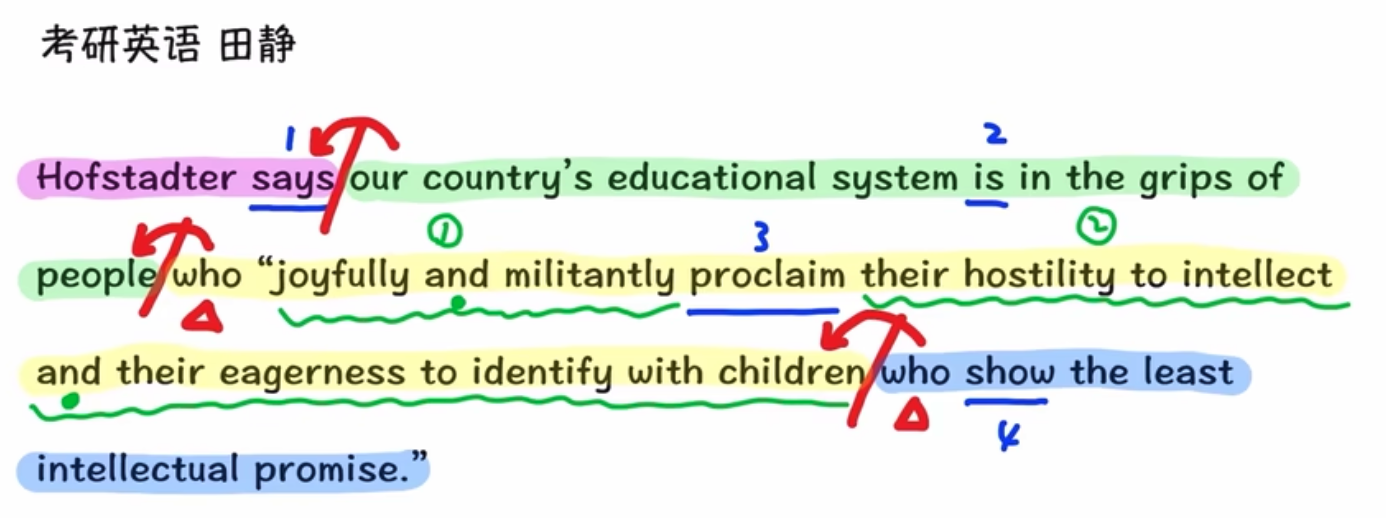 考研英语 田静
1 2
Hofstadter says our country's educational system is in the grips of
① 3 ②
people who “joyfully and militantly proclaim their hostility to intellect
and their eagerness to identify with children who show the least
4
intellectual promise.”